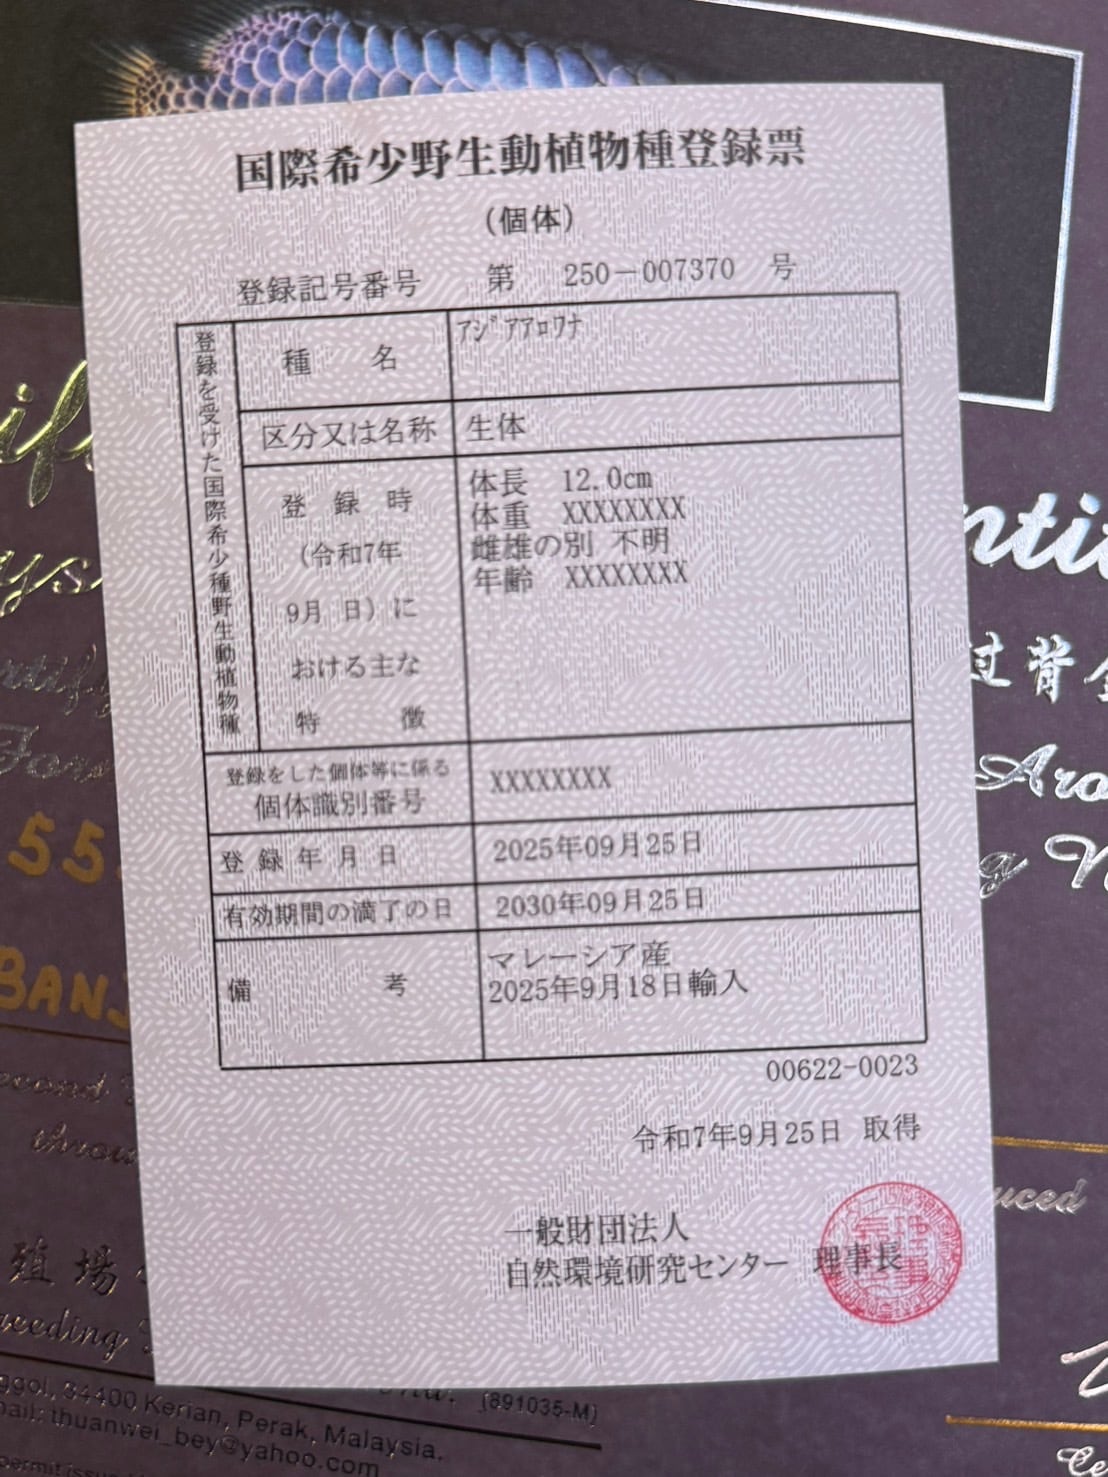 国際希少野生動植物種登録票
（個体）
登録記号番号 第 250－007370 号
登録を受けた国際希少種野生動植物種
種 名 ｱｼﾞｱｱﾛﾜﾅ
区分又は名称 生体
登 録 時
（令和7年
9月 日）に
おける主な
特 徴
体長 12.0cm
体重 XXXXXXXX
雌雄の別 不明
年齢 XXXXXXXX
登録をした個体等に係る
個体識別番号 XXXXXXXX
登 録 年 月 日 2025年09月25日
有効期間の満了の日 2030年09月25日
備 考
マレーシア産
2025年9月18日輸入
00622-0023
令和7年9月25日 取得
一般財団法人
自然環境研究センター 理事長
过背金
55
BAN
殖場
34400 Kerian, Perak, Malaysia.
thuanwei_bey@yahoo.com
(891035-M)